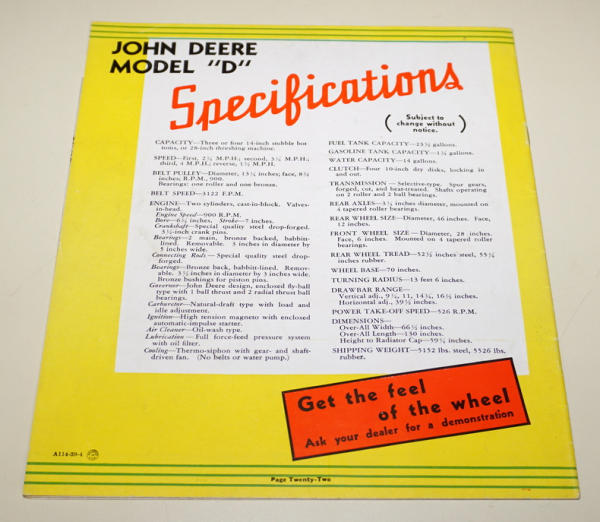 JOHN DEERE
MODEL "D"
Specifications
(Subject to
change without
notice.)
CAPACITY—Three or four 14-inch stubble bot-
toms, or 28-inch threshing machine.
SPEED—First, 2½ M.P.H.; second, 3¼ M.P.H.;
third, 4 M.P.H.; reverse, 1¾ M.P.H.
BELT PULLEY—Diameter, 13½ inches; face, 8¾
inches; R.P.M., 900.
Bearings: one roller and one bronze.
BELT SPEED—3122 F.P.M.
ENGINE—Two cylinders, cast-in-block. Valves-
in-head.
Engine Speed—900 R.P.M.
Bore—6¾ inches, Stroke—7 inches.
Crankshaft—Special quality steel drop-forged.
3¼-inch crank pins.
Bearings—2 main, bronze backed, babbitt-
lined. Removable. 3 inches in diameter by
5 inches wide.
Connecting Rods—Special quality steel drop-
forged.
Bearings—Bronze back, babbitt-lined. Remov-
able. 3½ inches in diameter by 3 inches wide.
Bronze bushings for piston pins.
Governor—John Deere design, enclosed fly-ball
type with 1 ball thrust and 2 radial thrust ball
bearings.
Carburetor—Natural-draft type with load and
idle adjustment.
Ignition—High tension magneto with enclosed
automatic-impulse starter.
Air Cleaner—Oil-wash type.
Lubrication—Full force-feed pressure system
with oil filter.
Cooling—Thermo-siphon with gear- and shaft-
driven fan. (No belts or water pump.)
FUEL TANK CAPACITY—23½ gallons.
GASOLINE TANK CAPACITY—1½ gallons.
WATER CAPACITY—14 gallons.
CLUTCH—Four 10-inch dry disks, locking in
and out.
TRANSMISSION—Selective-type. Spur gears,
forged, cut, and heat-treated. Shafts operating
on 2 roller and 2 ball bearings.
REAR AXLES—3½ inches diameter, mounted on
4 tapered roller bearings.
REAR WHEEL SIZE—Diameter, 46 inches. Face,
12 inches.
FRONT WHEEL SIZE—Diameter, 28 inches.
Face, 6 inches. Mounted on 4 tapered roller
bearings.
REAR WHEEL TREAD—52½ inches steel, 55¾
inches rubber.
WHEEL BASE—70 inches.
TURNING RADIUS—13 feet 6 inches.
DRAWBAR RANGE—
Vertical adj., 9½, 13, 14¾, 16½ inches.
Horizontal adj., 39½ inches.
POWER TAKE-OFF SPEED—526 R.P.M.
DIMENSIONS—
Over-All Width—66½ inches.
Over-All Length—130 inches.
Height to Radiator Cap—59¾ inches.
SHIPPING WEIGHT—5152 lbs. steel, 5526 lbs.
rubber.
Get the feel
of the wheel
Ask your dealer for a demonstration
A114-39-4
Page Twenty-Two